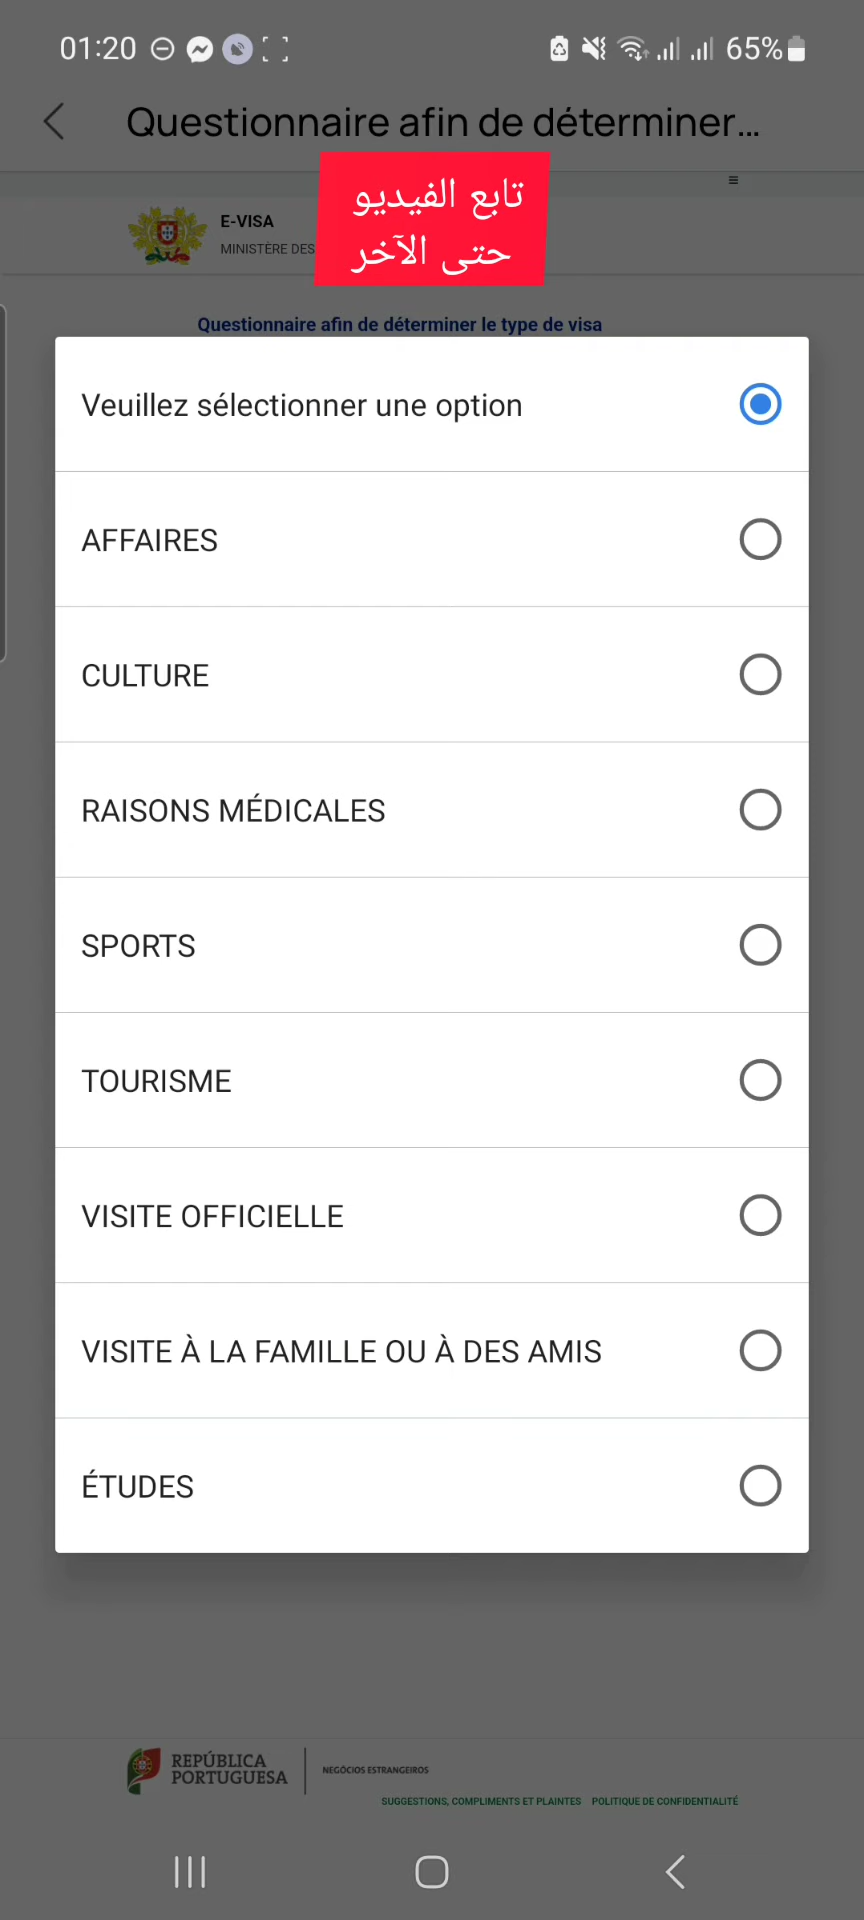 01:20
65%
Questionnaire afin de déterminer...
تابع الفيديو
حتى الآخر
E-VISA
MINISTÈRE DES
Questionnaire afin de déterminer le type de visa
Veuillez sélectionner une option
AFFAIRES
CULTURE
RAISONS MÉDICALES
SPORTS
TOURISME
VISITE OFFICIELLE
VISITE À LA FAMILLE OU À DES AMIS
ÉTUDES
REPÚBLICA
PORTUGUESA
NEGÓCIOS ESTRANGEIROS
SUGGESTIONS, COMPLIMENTS ET PLAINTES POLITIQUE DE CONFIDENTIALITÉ